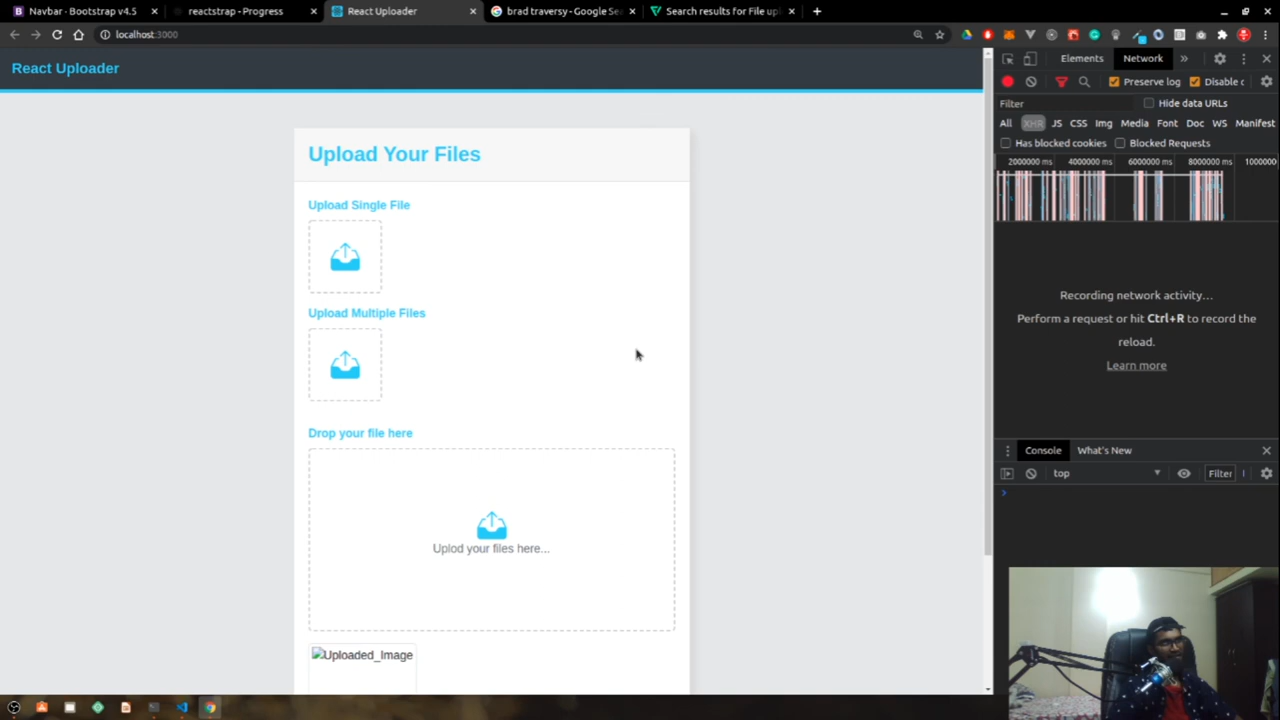 Navbar · Bootstrap v4.5
reactstrap - Progress
React Uploader
brad traversy - Google Se
Search results for File up
localhost:3000
React Uploader
Upload Your Files
Upload Single File
Upload Multiple Files
Drop your file here
Uplod your files here...
Uploaded_Image
Elements
Network
Preserve log
Disable c
Filter
Hide data URLs
All
XHR
JS
CSS
Img
Media
Font
Doc
WS
Manifest
Has blocked cookies
Blocked Requests
2000000 ms
4000000 ms
6000000 ms
8000000 ms
1000000
Recording network activity...
Perform a request or hit Ctrl+R to record the
reload.
Learn more
Console
What's New
top
Filter